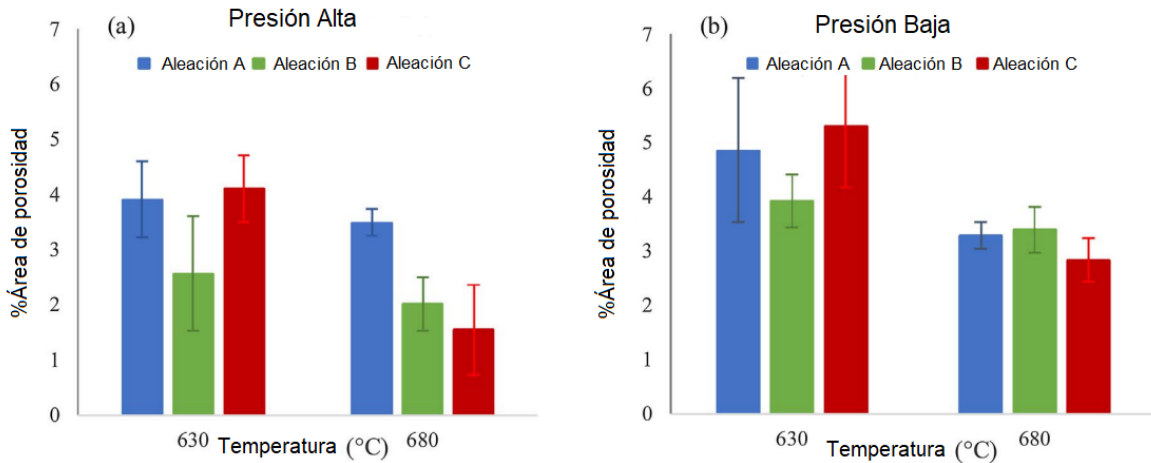 (a)
Presión Alta
Aleación A
Aleación B
Aleación C
%Área de porosidad
7
6
5
4
3
2
1
0
630
680
Temperatura (°C)
(b)
Presión Baja
Aleación A
Aleación B
Aleación C
%Área de porosidad
7
6
5
4
3
2
1
0
630
680
Temperatura (°C)